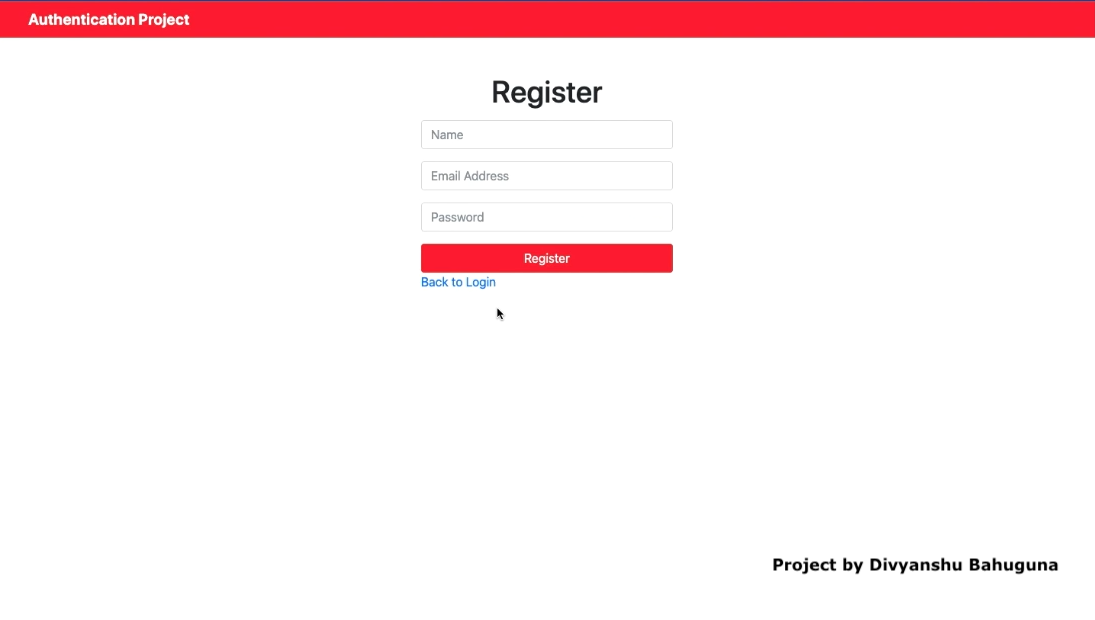 Authentication Project
Register
Name
Email Address
Password
Register
Back to Login
Project by Divyanshu Bahuguna